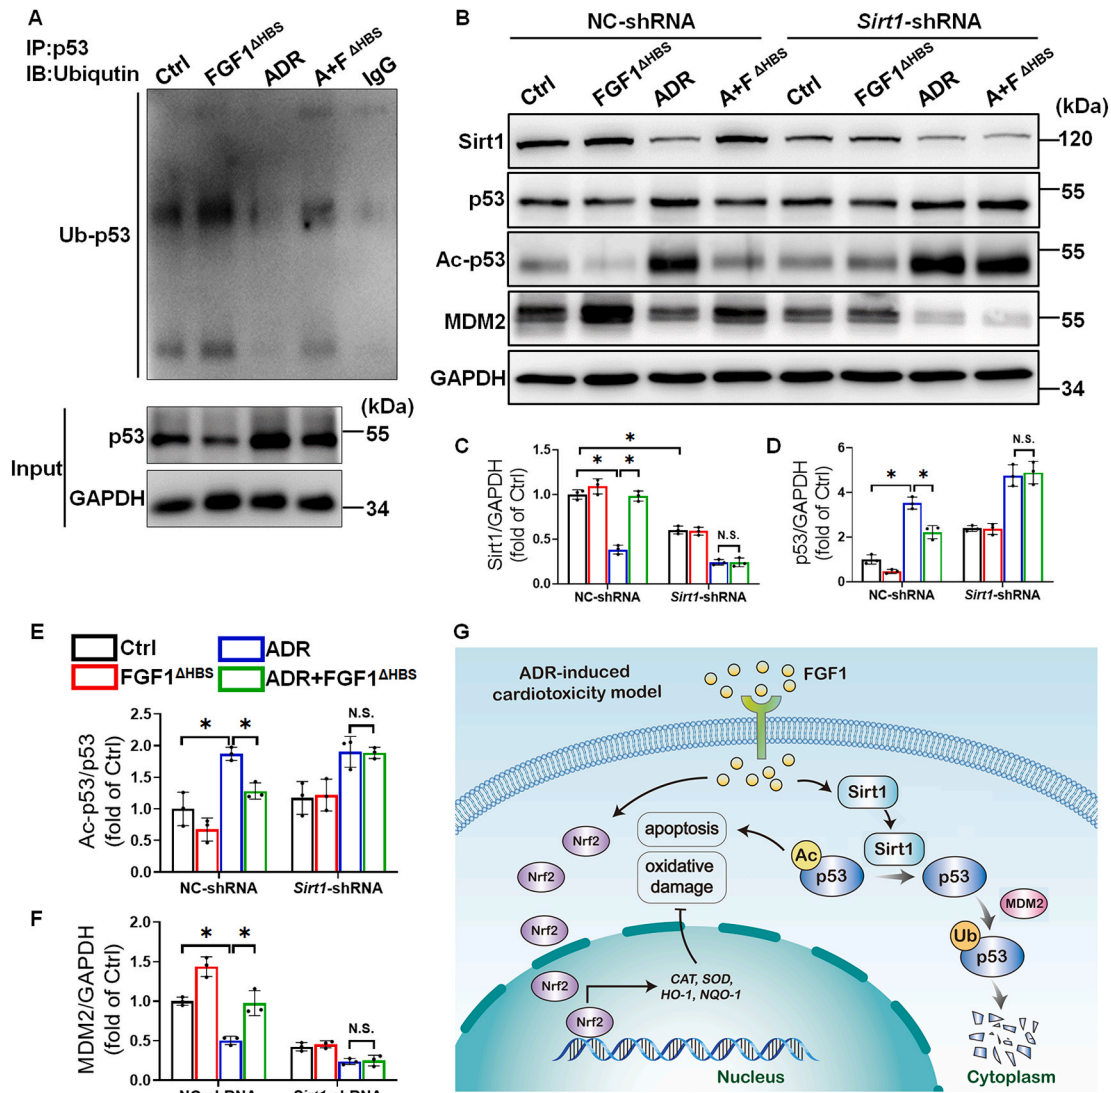 A
IP:p53
IB:Ubiqutin
Ctrl
FGF1ΔHBS
ADR
A+F ΔHBS
IgG
Ub-p53
(kDa)
Input
p53
55
GAPDH
34
B
NC-shRNA
Sirt1-shRNA
Ctrl
FGF1ΔHBS
ADR
A+F ΔHBS
Ctrl
FGF1ΔHBS
ADR
A+F ΔHBS
(kDa)
Sirt1
120
p53
55
Ac-p53
55
MDM2
55
GAPDH
34
C
Sirt1/GAPDH
(fold of Ctrl)
1.5
1.0
0.5
0.0
*
*
*
N.S.
NC-shRNA
Sirt1-shRNA
D
p53/GAPDH
(fold of Ctrl)
6
4
2
0
*
*
N.S.
NC-shRNA
Sirt1-shRNA
E
Ctrl
ADR
FGF1ΔHBS
ADR+FGF1ΔHBS
Ac-p53/p53
(fold of Ctrl)
2.5
2.0
1.5
1.0
0.5
0.0
*
*
N.S.
NC-shRNA
Sirt1-shRNA
F
MDM2/GAPDH
(fold of Ctrl)
2.0
1.5
1.0
0.5
0.0
*
*
N.S.
NC-shRNA
Sirt1-shRNA
G
ADR-induced
cardiotoxicity model
FGF1
Sirt1
Sirt1
apoptosis
oxidative
damage
Ac
p53
p53
MDM2
Ub
p53
Nrf2
Nrf2
Nrf2
Nrf2
Nrf2
CAT, SOD,
HO-1, NQO-1
Nucleus
Cytoplasm